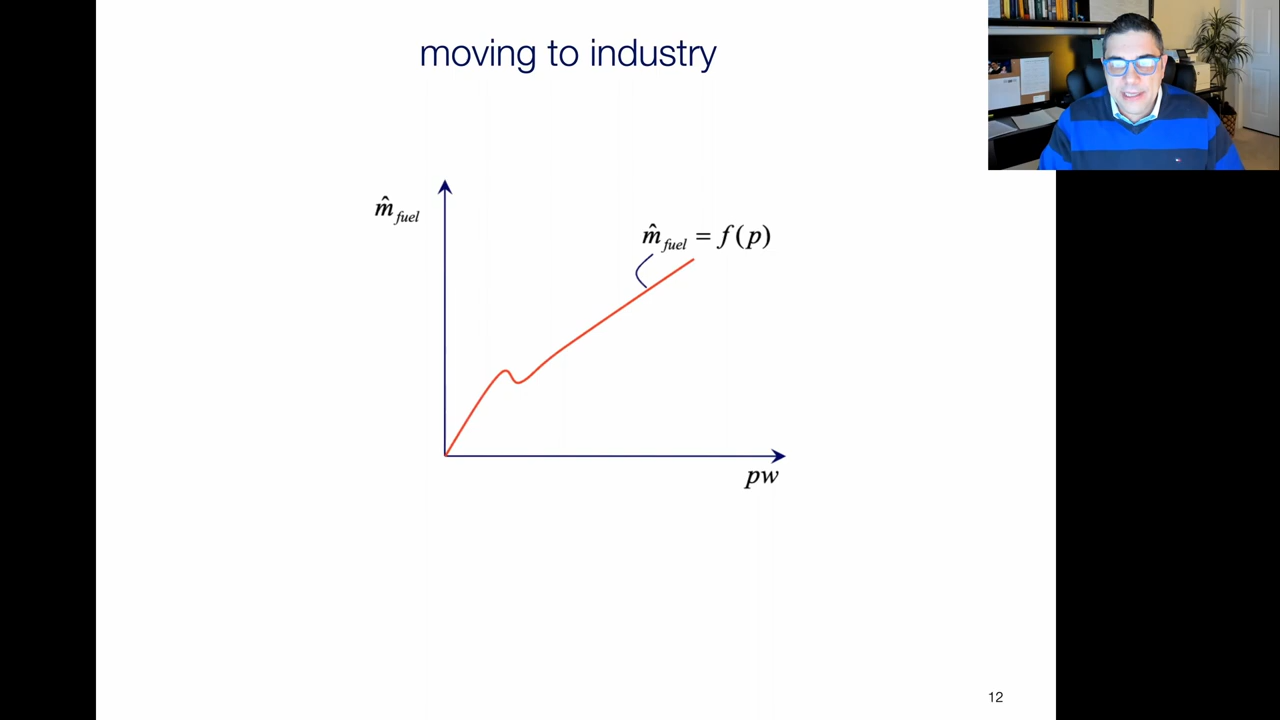 moving to industry
m̂ fuel
m̂ fuel = f(p)
pw
12